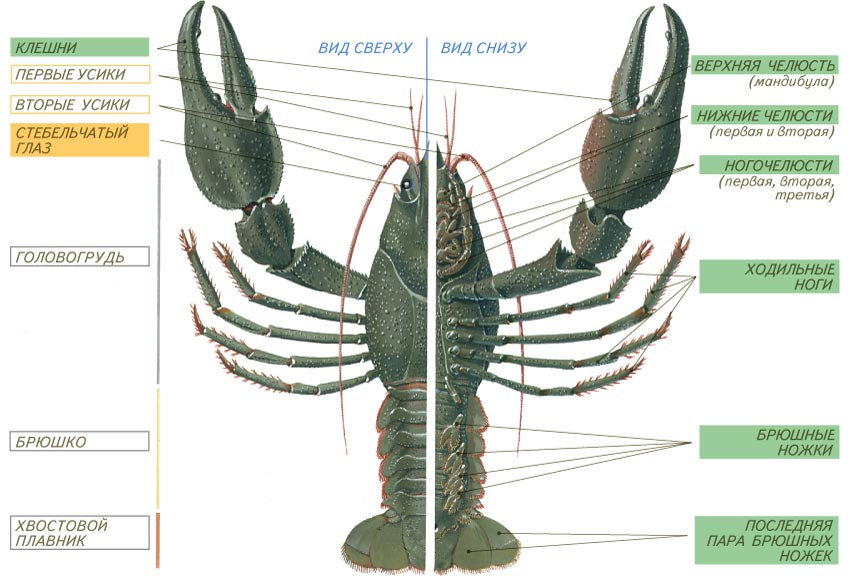 ВИД СВЕРХУ
ВИД СНИЗУ
КЛЕШНИ
ПЕРВЫЕ УСИКИ
ВТОРЫЕ УСИКИ
СТЕБЕЛЬЧАТЫЙ
ГЛАЗ
ГОЛОВОГРУДЬ
БРЮШКО
ХВОСТОВОЙ
ПЛАВНИК
ВЕРХНЯЯ ЧЕЛЮСТЬ
(мандибула)
НИЖНИЕ ЧЕЛЮСТИ
(первая и вторая)
НОГОЧЕЛЮСТИ
(первая, вторая,
третья)
ХОДИЛЬНЫЕ
НОГИ
БРЮШНЫЕ
НОЖКИ
ПОСЛЕДНЯЯ
ПАРА БРЮШНЫХ
НОЖЕК